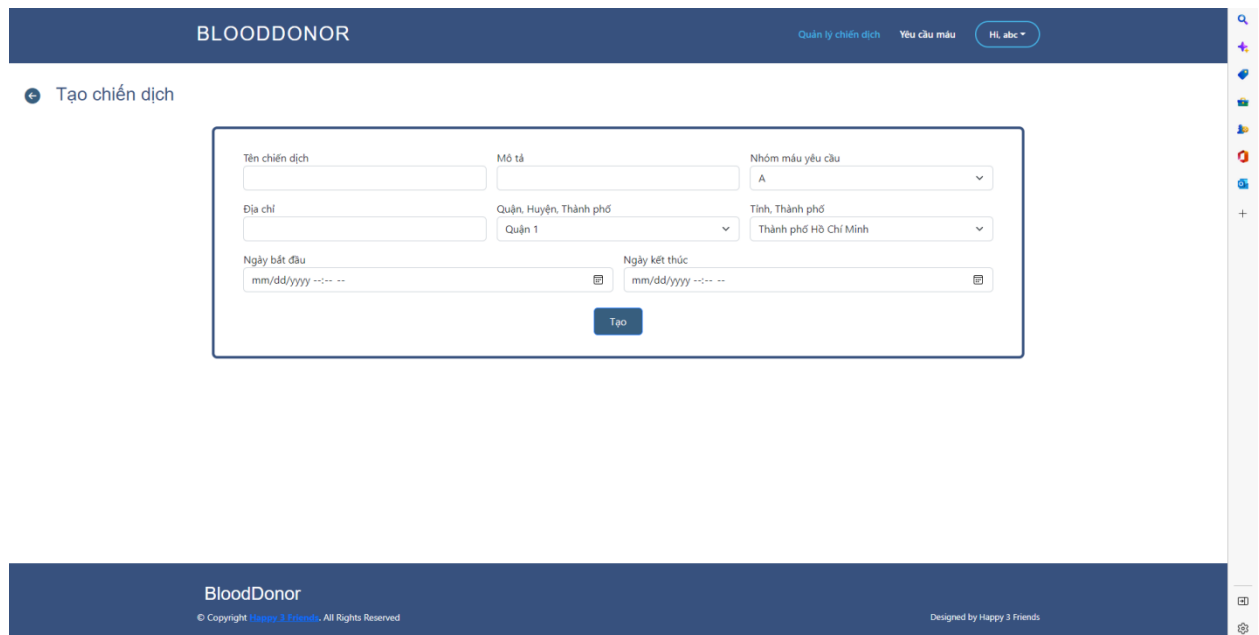 BLOODDONOR
Quản lý chiến dịch Yêu cầu máu Hi, abc
Tạo chiến dịch
Tên chiến dịch Mô tả Nhóm máu yêu cầu
A
Địa chỉ Quận, Huyện, Thành phố Tỉnh, Thành phố
Quận 1 Thành phố Hồ Chí Minh
Ngày bắt đầu Ngày kết thúc
mm/dd/yyyy --:-- -- mm/dd/yyyy --:-- --
Tạo
BloodDonor
© Copyright Happy 3 Friends. All Rights Reserved Designed by Happy 3 Friends